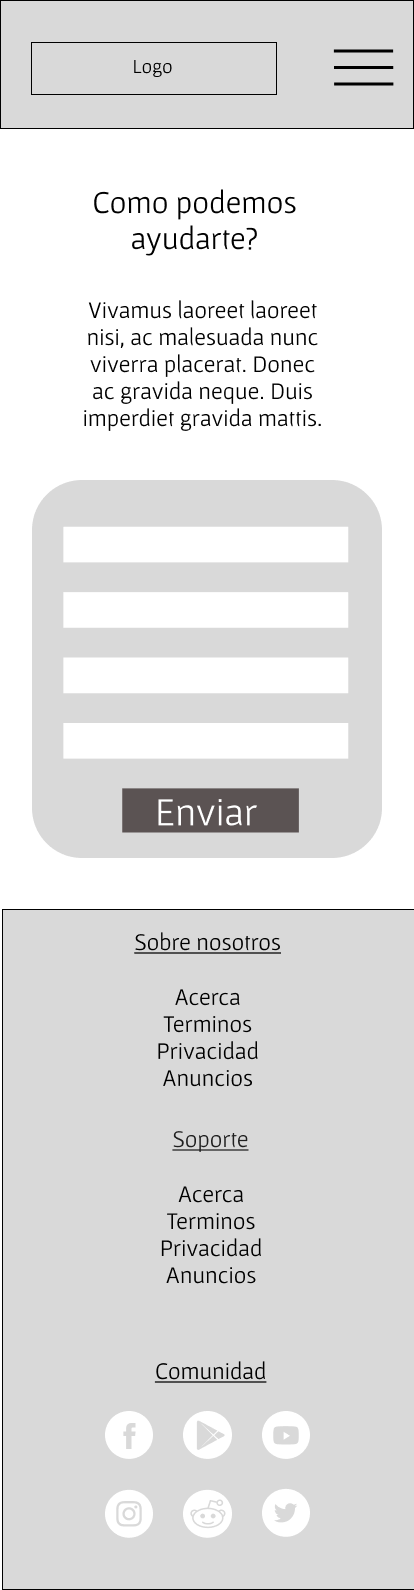 Logo
Como podemos
ayudarte?
Vivamus laoreet laoreet
nisi, ac malesuada nunc
viverra placerat. Donec
ac gravida neque. Duis
imperdiet gravida mattis.
Enviar
Sobre nosotros
Acerca
Terminos
Privacidad
Anuncios
Soporte
Acerca
Terminos
Privacidad
Anuncios
Comunidad